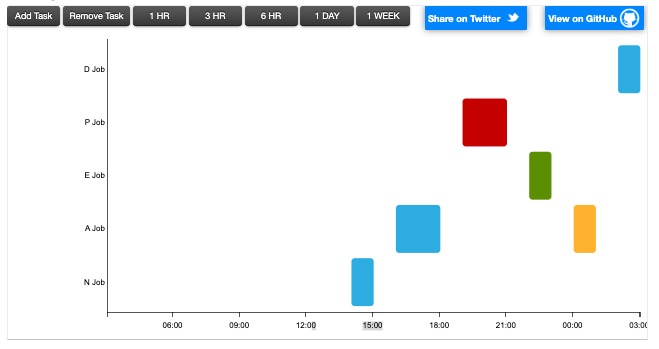 Add Task Remove Task 1 HR 3 HR 6 HR 1 DAY 1 WEEK Share on Twitter View on GitHub
D Job
P Job
E Job
A Job
N Job
06:00 09:00 12:00 15:00 18:00 21:00 00:00 03:00